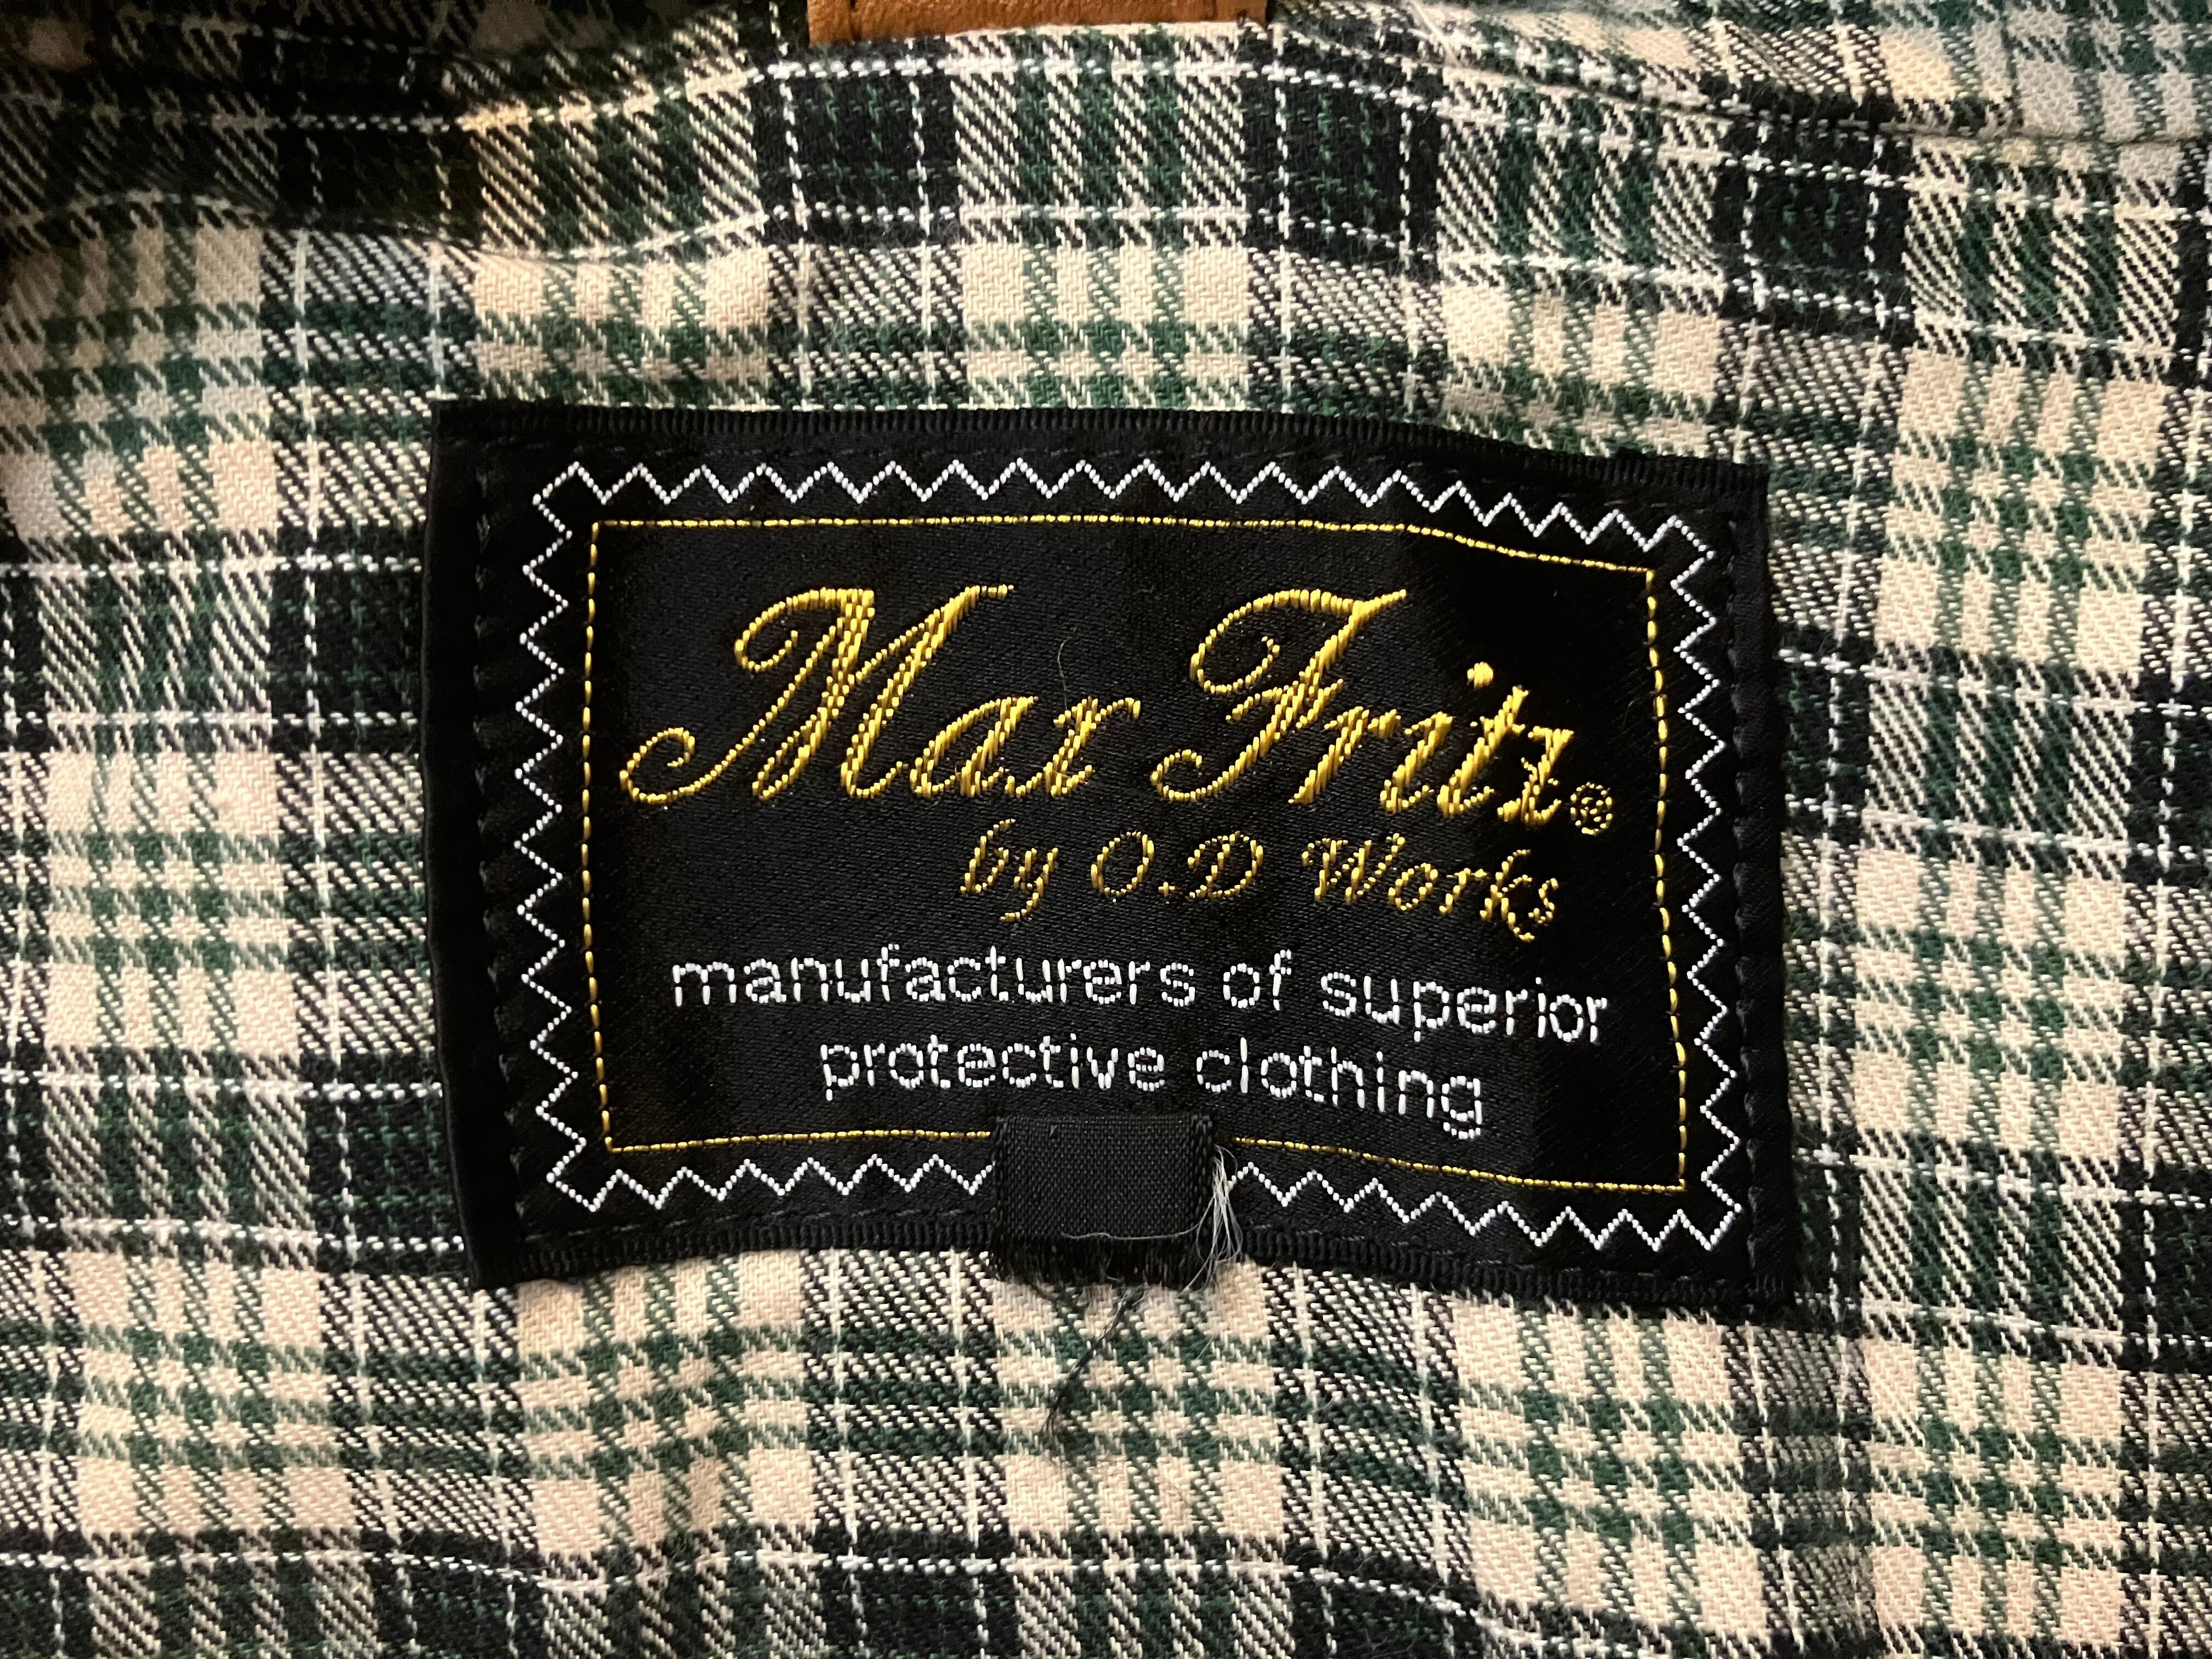 Max Fritz®
by O.D Works
manufacturers of superior
protective clothing